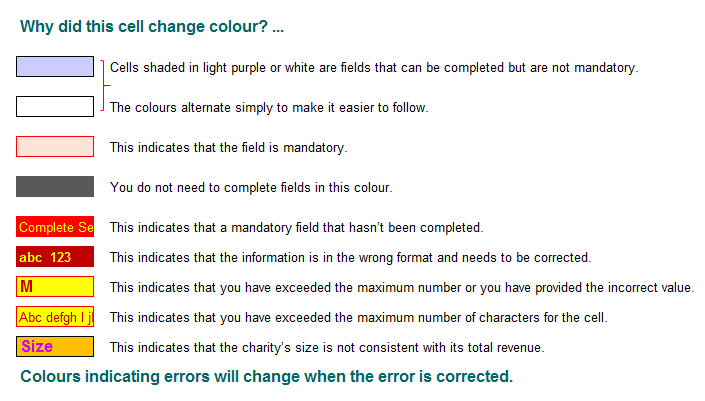 Why did this cell change colour? ...
Cells shaded in light purple or white are fields that can be completed but are not mandatory.
The colours alternate simply to make it easier to follow.
This indicates that the field is mandatory.
You do not need to complete fields in this colour.
Complete Se This indicates that a mandatory field that hasn't been completed.
abc 123 This indicates that the information is in the wrong format and needs to be corrected.
M This indicates that you have exceeded the maximum number or you have provided the incorrect value.
Abc defgh I j This indicates that you have exceeded the maximum number of characters for the cell.
Size This indicates that the charity's size is not consistent with its total revenue.
Colours indicating errors will change when the error is corrected.